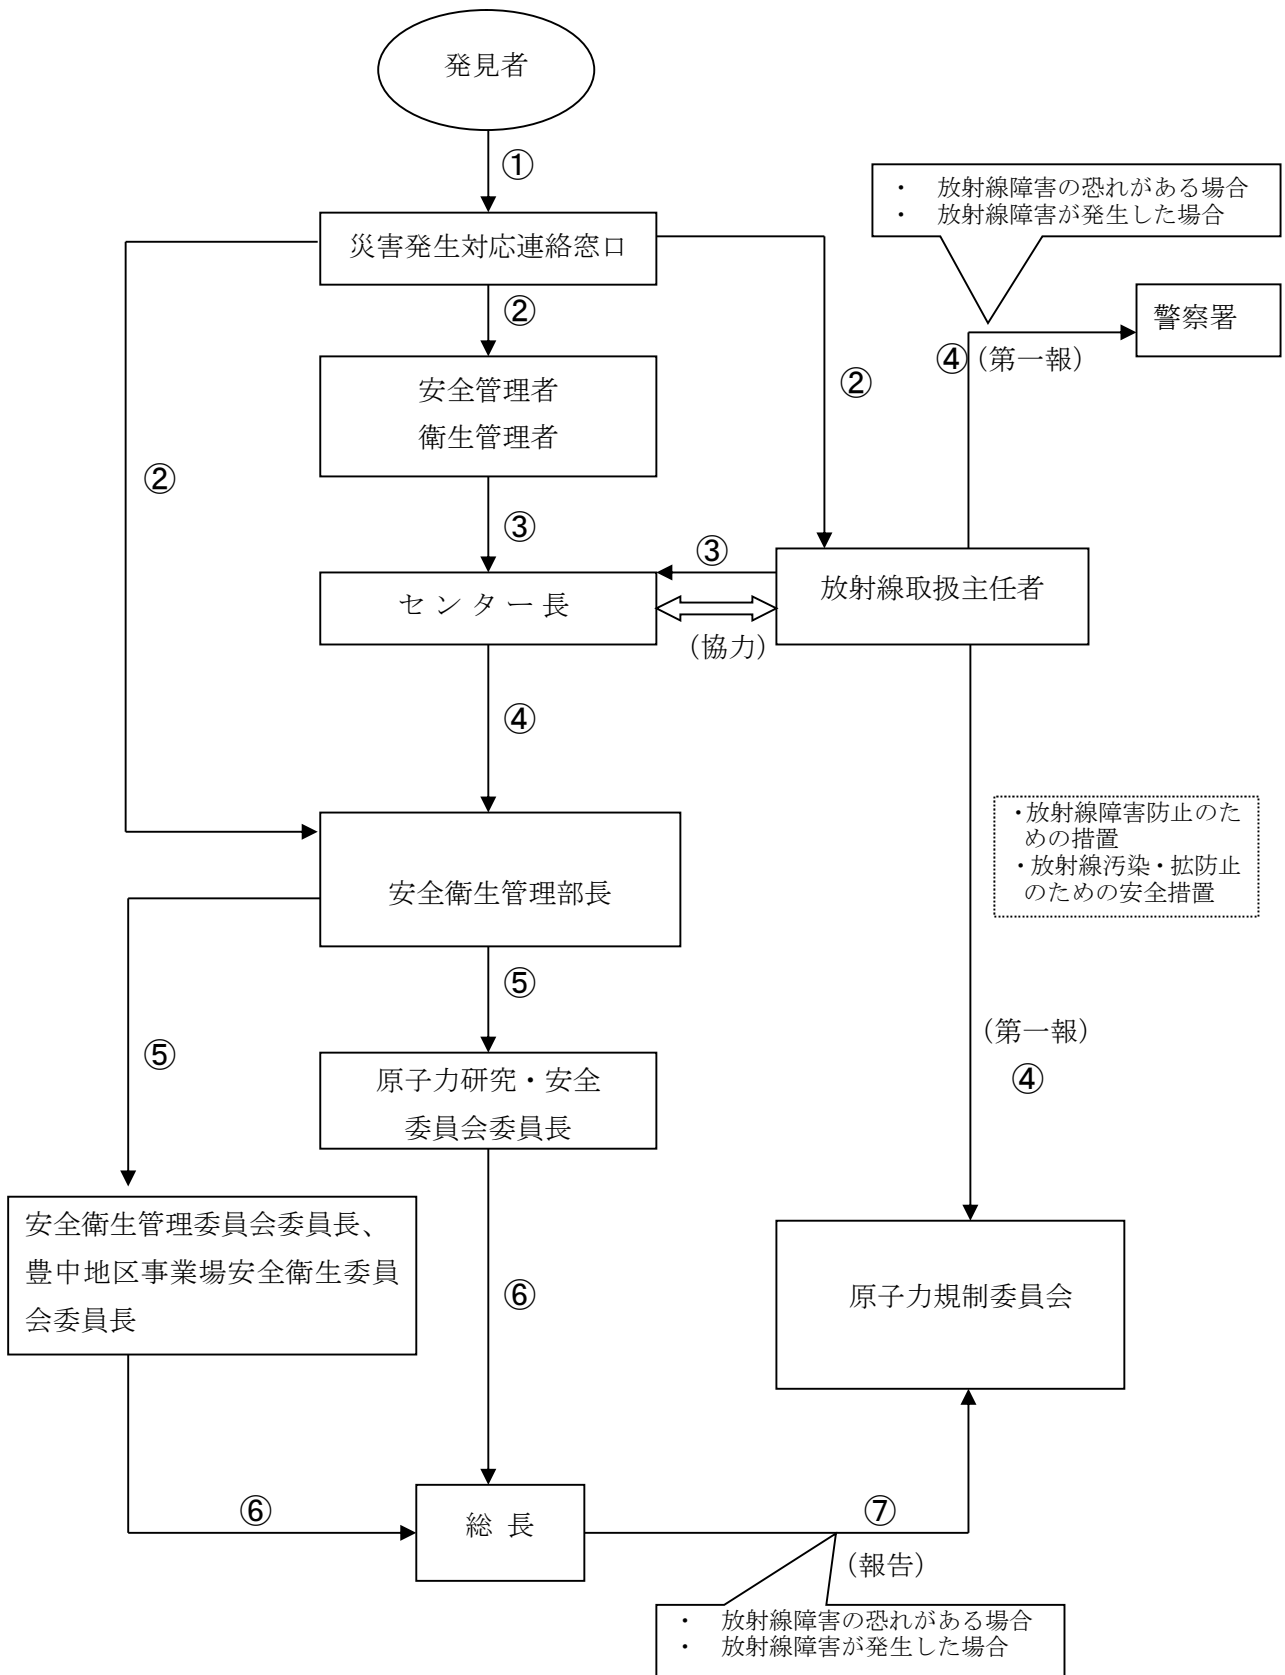 発見者
①
・ 放射線障害の恐れがある場合
・ 放射線障害が発生した場合
災害発生対応連絡窓口
警察署
②
④(第一報)
安全管理者
衛生管理者
②
②
③
③
放射線取扱主任者
センター長
(協力)
④
・放射線障害防止のた
めの措置
・放射線汚染・拡防止
のための安全措置
安全衛生管理部長
⑤
⑤
(第一報)
④
原子力研究・安全
委員会委員長
安全衛生管理委員会委員長、
豊中地区事業場安全衛生委員
会委員長
⑥
原子力規制委員会
⑥
総 長
⑦
(報告)
・ 放射線障害の恐れがある場合
・ 放射線障害が発生した場合